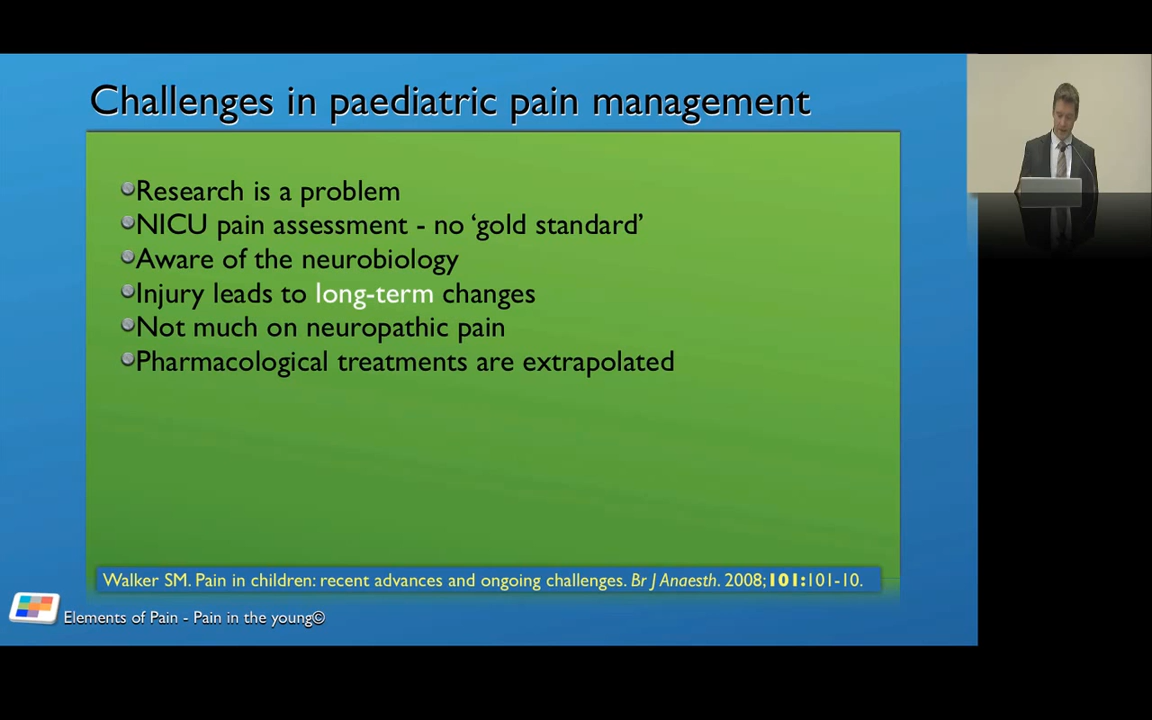 Challenges in paediatric pain management
Research is a problem
NICU pain assessment - no ‘gold standard’
Aware of the neurobiology
Injury leads to long-term changes
Not much on neuropathic pain
Pharmacological treatments are extrapolated
Walker SM. Pain in children: recent advances and ongoing challenges. Br J Anaesth. 2008;101:101-10.
Elements of Pain - Pain in the young©